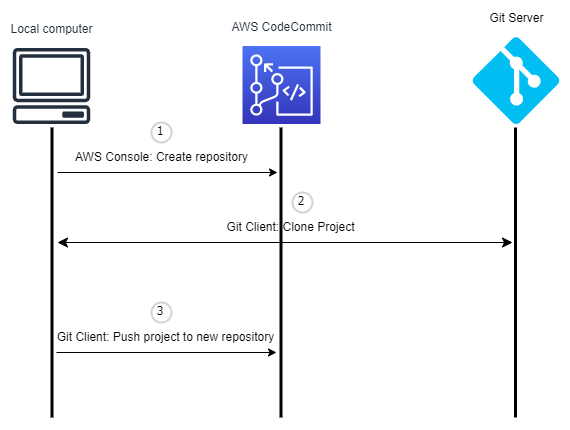 Git Server
Local computer
AWS CodeCommit
</>
1
AWS Console: Create repository
2
Git Client: Clone Project
3
Git Client: Push project to new repository